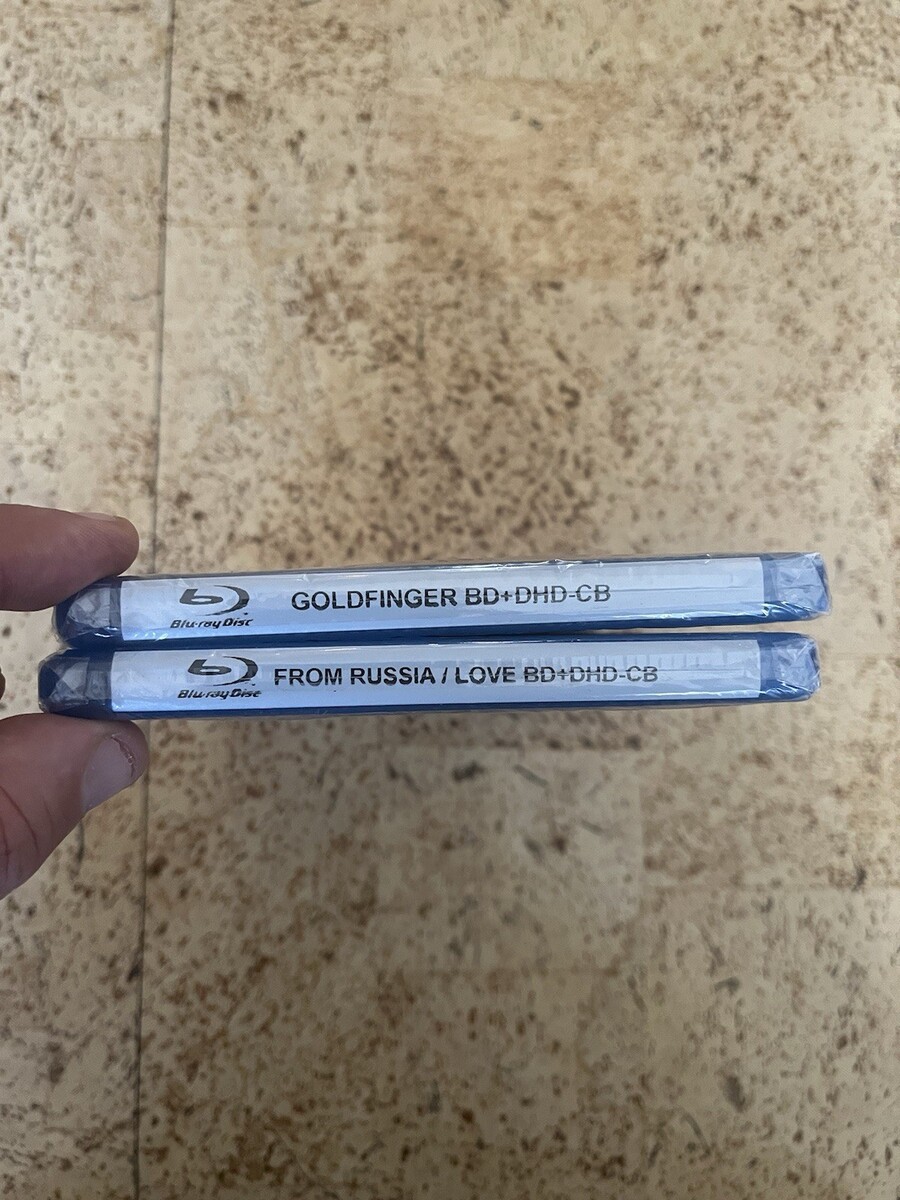 Blu-ray Disc GOLDFINGER BD+DHD-CB
Blu-ray Disc FROM RUSSIA / LOVE BD+DHD-CB